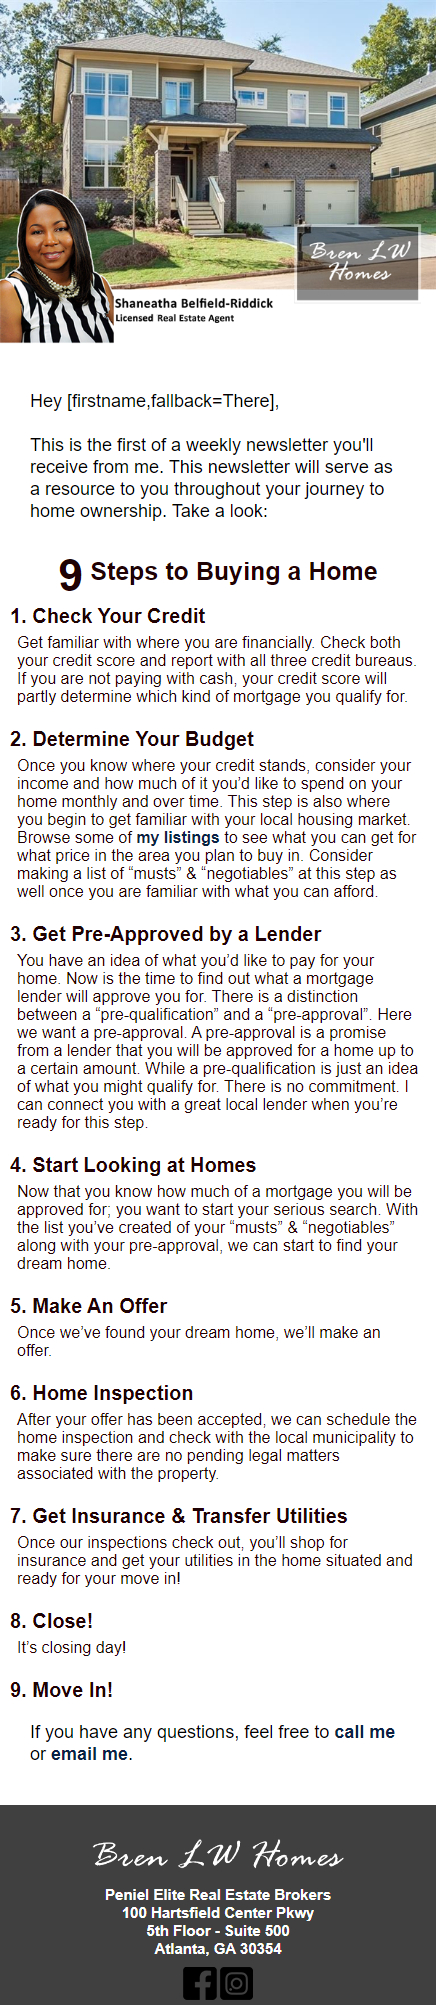 Bren LW
Homes
Shaneatha Belfield-Riddick
Licensed Real Estate Agent
Hey [firstname,fallback=There],
This is the first of a weekly newsletter you'll
receive from me. This newsletter will serve as
a resource to you throughout your journey to
home ownership. Take a look:
9 Steps to Buying a Home
1. Check Your Credit
Get familiar with where you are financially. Check both
your credit score and report with all three credit bureaus.
If you are not paying with cash, your credit score will
partly determine which kind of mortgage you qualify for.
2. Determine Your Budget
Once you know where your credit stands, consider your
income and how much of it you’d like to spend on your
home monthly and over time. This step is also where
you begin to get familiar with your local housing market.
Browse some of my listings to see what you can get for
what price in the area you plan to buy in. Consider
making a list of “musts” & “negotiables” at this step as
well once you are familiar with what you can afford.
3. Get Pre-Approved by a Lender
You have an idea of what you’d like to pay for your
home. Now is the time to find out what a mortgage
lender will approve you for. There is a distinction
between a “pre-qualification” and a “pre-approval”. Here
we want a pre-approval. A pre-approval is a promise
from a lender that you will be approved for a home up to
a certain amount. While a pre-qualification is just an idea
of what you might qualify for. There is no commitment. I
can connect you with a great local lender when you’re
ready for this step.
4. Start Looking at Homes
Now that you know how much of a mortgage you will be
approved for; you want to start your serious search. With
the list you’ve created of your “musts” & “negotiables”
along with your pre-approval, we can start to find your
dream home.
5. Make An Offer
Once we’ve found your dream home, we’ll make an
offer.
6. Home Inspection
After your offer has been accepted, we can schedule the
home inspection and check with the local municipality to
make sure there are no pending legal matters
associated with the property.
7. Get Insurance & Transfer Utilities
Once our inspections check out, you’ll shop for
insurance and get your utilities in the home situated and
ready for your move in!
8. Close!
It’s closing day!
9. Move In!
If you have any questions, feel free to call me
or email me.
Bren LW Homes
Peniel Elite Real Estate Brokers
100 Hartsfield Center Pkwy
5th Floor - Suite 500
Atlanta, GA 30354